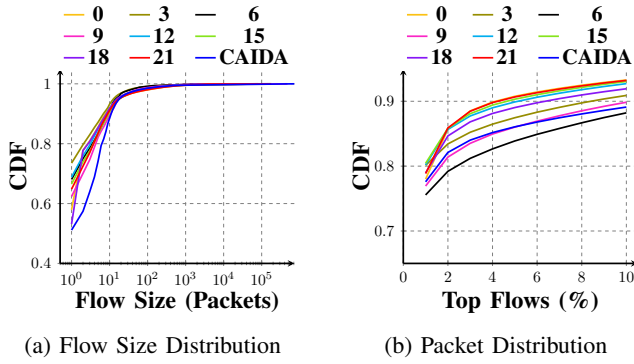 0 3 6
9 12 15
18 21 CAIDA
1
0.8
0.6
0.4
CDF
10^0 10^1 10^2 10^3 10^4 10^5
Flow Size (Packets)
(a) Flow Size Distribution
0 3 6
9 12 15
18 21 CAIDA
0.9
0.8
0.7
CDF
0 2 4 6 8 10
Top Flows (%)
(b) Packet Distribution